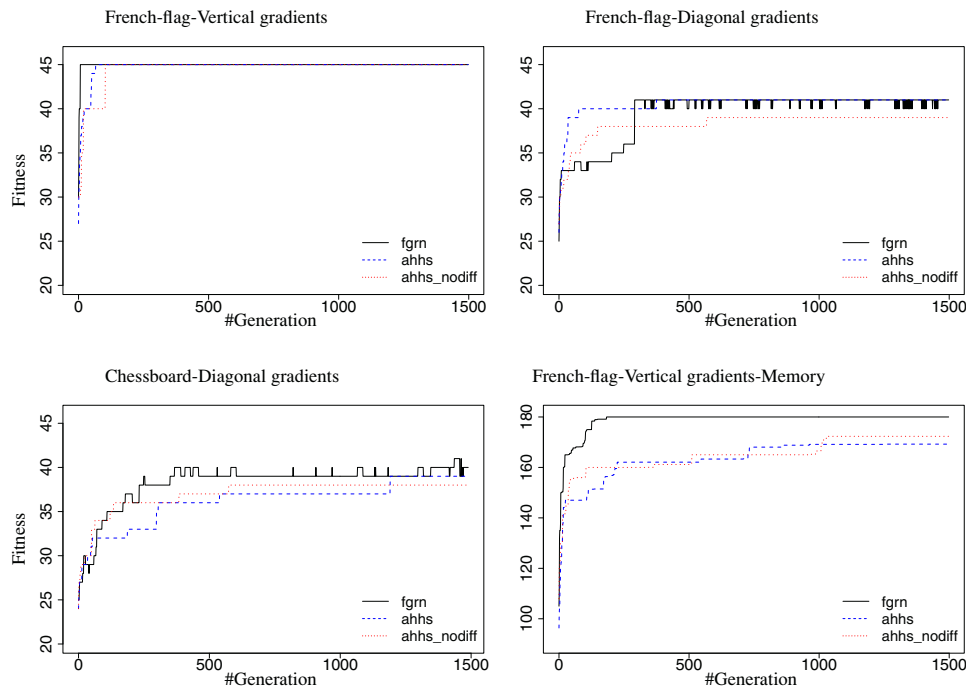 French-flag-Vertical gradients
French-flag-Diagonal gradients
45
40
35
30
25
20
Fitness
fgrn
ahhs
ahhs_nodiff
0 500 1000 1500
#Generation
45
40
35
30
25
20
fgrn
ahhs
ahhs_nodiff
0 500 1000 1500
#Generation
Chessboard-Diagonal gradients
French-flag-Vertical gradients-Memory
45
40
35
30
25
20
Fitness
fgrn
ahhs
ahhs_nodiff
0 500 1000 1500
#Generation
180
160
140
120
100
fgrn
ahhs
ahhs_nodiff
0 500 1000 1500
#Generation